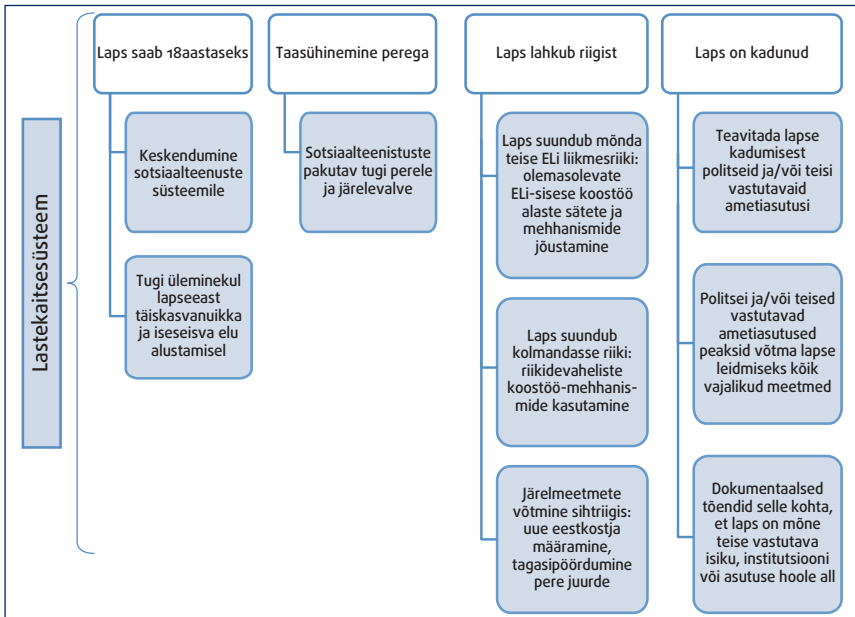 Lastekaitsesüsteem
Laps saab 18aastaseks
Keskendumine
sotsiaalteenuste
süsteemile
Tugi üleminekul
lapseeast
täiskasvanuikka
ja iseseisva elu
alustamisel
Taasühinemine perega
Sotsiaalteenistuste
pakutav tugi perele
ja järelevalve
Laps lahkub riigist
Laps suundub mõnda
teise ELi liikmesriiki:
olemasolevate
ELi-sisese koostöö
alaste sätete ja
mehhanismide
jõustamine
Laps suundub
kolmandasse riiki:
riikidevaheliste
koostöö-mehhanis-
mide kasutamine
Järelmeetmete
võtmine sihtriigis:
uue eestkostja
määramine,
tagasipöördumine
pere juurde
Laps on kadunud
Teavitada lapse
kadumisest
politseid ja/või teisi
vastutavaid
ametiasutusi
Politsei ja/või teised
vastutavad
ametiasutused
peaksid võtma lapse
leidmiseks kõik
vajalikud meetmed
Dokumentaalsed
tõendid selle kohta,
et laps on mõne
teise vastutava
isiku, institutsiooni
või asutuse hoole all